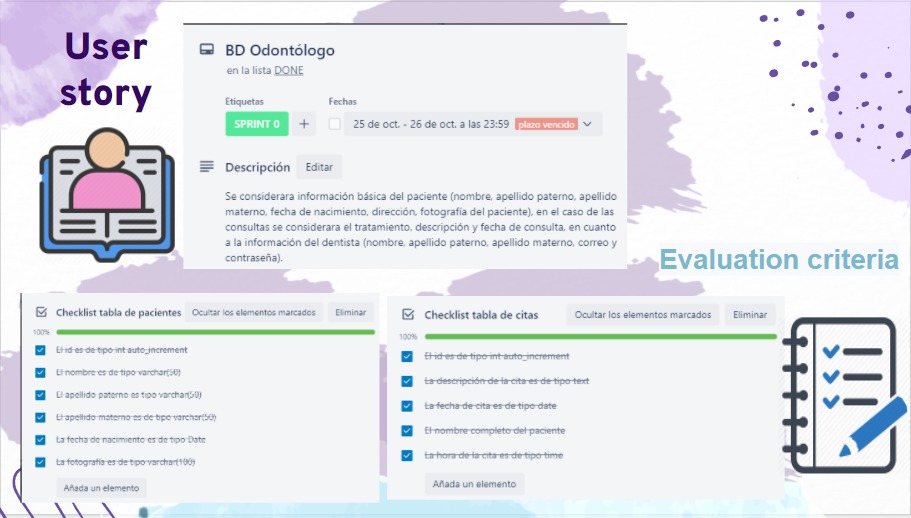 User
story
BD Odontólogo
en la lista DONE
Etiquetas
Fechas
SPRINT 0
+
25 de oct. - 26 de oct. a las 23:59 plazo vencido
Descripción
Editar
Se considerara información básica del paciente (nombre, apellido paterno, apellido
materno, fecha de nacimiento, dirección, fotografía del paciente), en el caso de las
consultas se considerara el tratamiento, descripción y fecha de consulta, en cuanto
a la información del dentista (nombre, apellido paterno, apellido materno, correo y
contraseña).
Evaluation criteria
Checklist tabla de pacientes
Ocultar los elementos marcados
Eliminar
100%
El id es de tipo int auto_increment
El nombre es de tipo varchar(50)
El apellido paterno es tipo varchar(50)
El apellido materno es de tipo varchar(50)
La fecha de nacimiento es de tipo Date
La fotografía es de tipo varchar(100)
Añada un elemento
Checklist tabla de citas
Ocultar los elementos marcados
Eliminar
100%
El id es de tipo int auto_increment
La descripción de la cita es de tipo text
La fecha de cita es de tipo date
El nombre completo del paciente
La hora de la cita es de tipo time
Añada un elemento